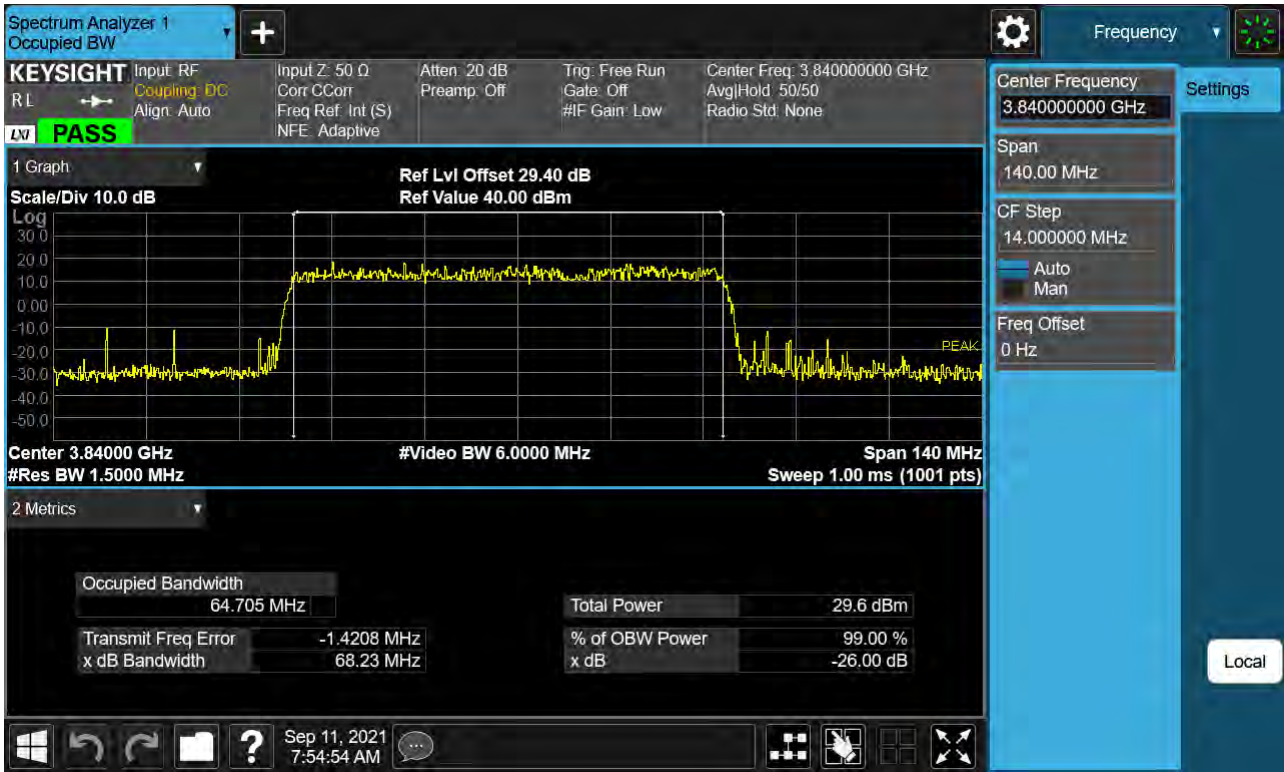 Spectrum Analyzer 1
Occupied BW
Frequency
KEYSIGHT
R L
LXI PASS
Input: RF
Coupling: DC
Align: Auto
Input Z: 50 Ω
Corr CCorr
Freq Ref: Int (S)
NFE: Adaptive
Atten: 20 dB
Preamp: Off
Trig: Free Run
Gate: Off
#IF Gain: Low
Center Freq: 3.840000000 GHz
Avg|Hold: 50/50
Radio Std: None
Center Frequency
3.840000000 GHz
Settings
Span
140.00 MHz
CF Step
14.000000 MHz
Auto
Man
Freq Offset
0 Hz
Local
1 Graph
Scale/Div 10.0 dB
Ref Lvl Offset 29.40 dB
Ref Value 40.00 dBm
Log
30.0
20.0
10.0
0.00
-10.0
-20.0
-30.0
-40.0
-50.0
PEAK
Center 3.84000 GHz
#Video BW 6.0000 MHz
Span 140 MHz
#Res BW 1.5000 MHz
Sweep 1.00 ms (1001 pts)
2 Metrics
Occupied Bandwidth
64.705 MHz
Total Power 29.6 dBm
Transmit Freq Error -1.4208 MHz
% of OBW Power 99.00 %
x dB Bandwidth 68.23 MHz
x dB -26.00 dB
?
Sep 11, 2021
7:54:54 AM